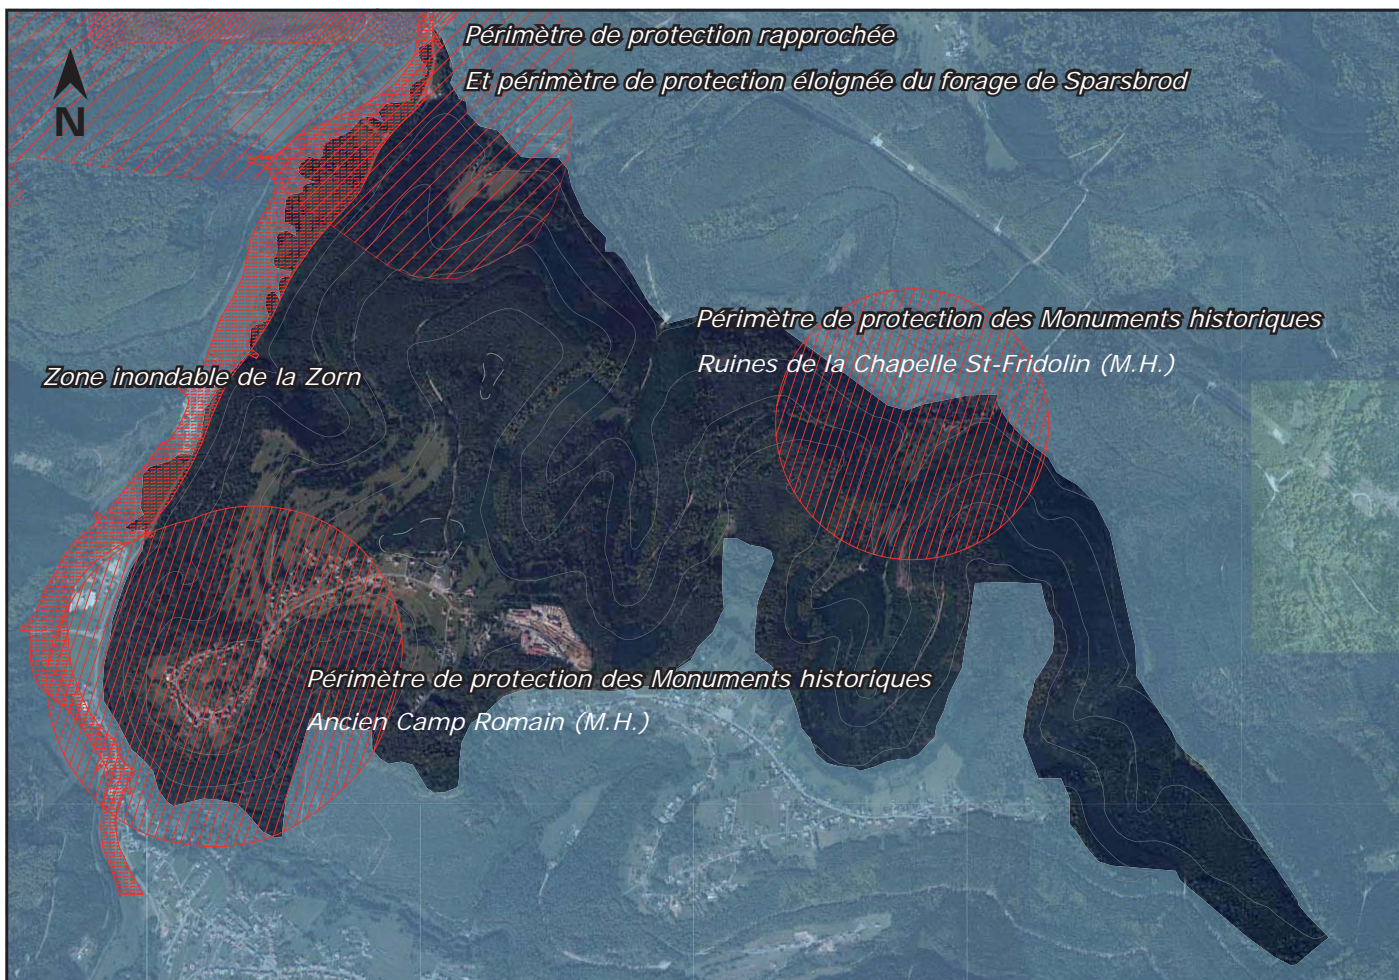 Périmètre de protection rapprochée
Et périmètre de protection éloignée du forage de Sparsbrod
N
Périmètre de protection des Monuments historiques
Ruines de la Chapelle St-Fridolin (M.H.)
Zone inondable de la Zorn
Périmètre de protection des Monuments historiques
Ancien Camp Romain (M.H.)